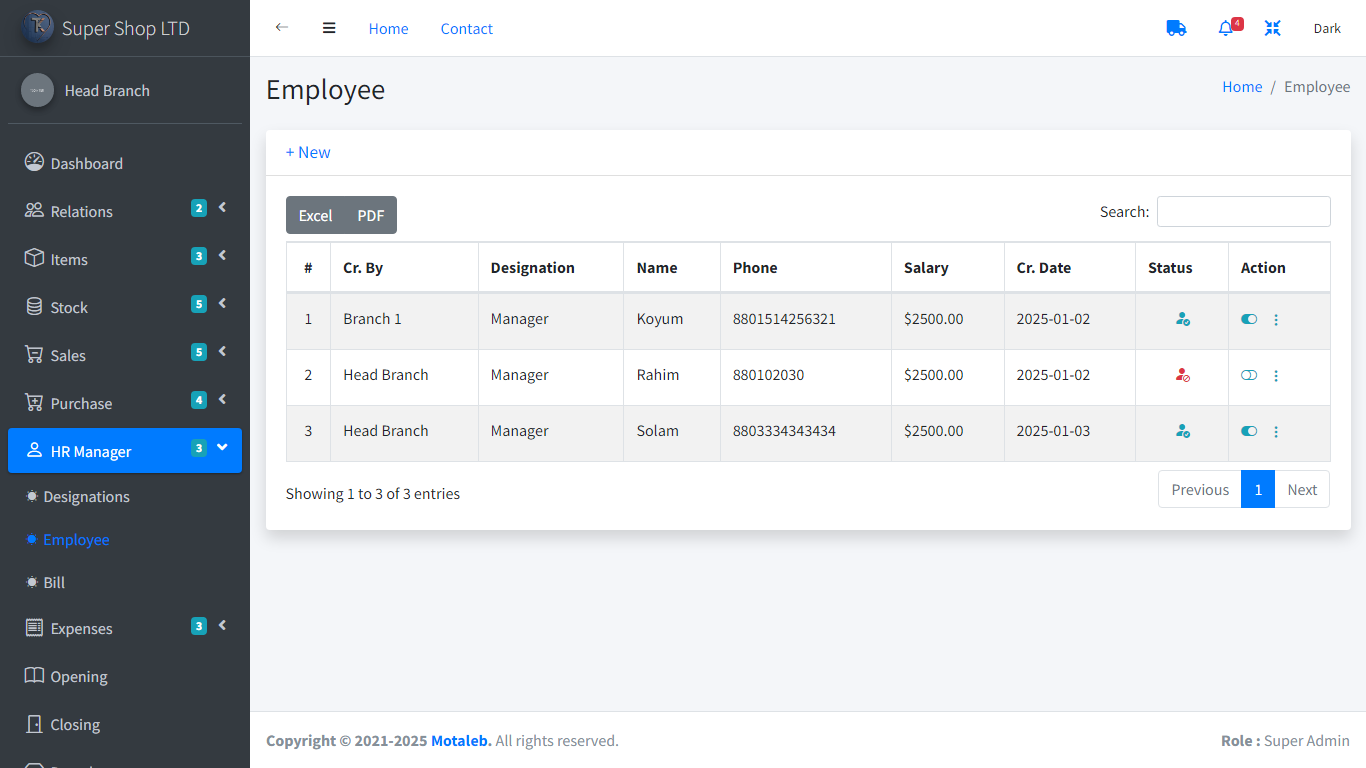 Super Shop LTD
Head Branch
Dashboard
Relations 2
Items 3
Stock 5
Sales 5
Purchase 4
HR Manager 3
Designations
Employee
Bill
Expenses 3
Opening
Closing
Home Contact 4 Dark
Employee
Home / Employee
+ New
Excel PDF
Search:
# Cr. By Designation Name Phone Salary Cr. Date Status Action
1 Branch 1 Manager Koyum 8801514256321 $2500.00 2025-01-02
2 Head Branch Manager Rahim 880102030 $2500.00 2025-01-02
3 Head Branch Manager Solam 8803334343434 $2500.00 2025-01-03
Showing 1 to 3 of 3 entries
Previous 1 Next
Copyright © 2021-2025 Motaleb. All rights reserved.
Role : Super Admin